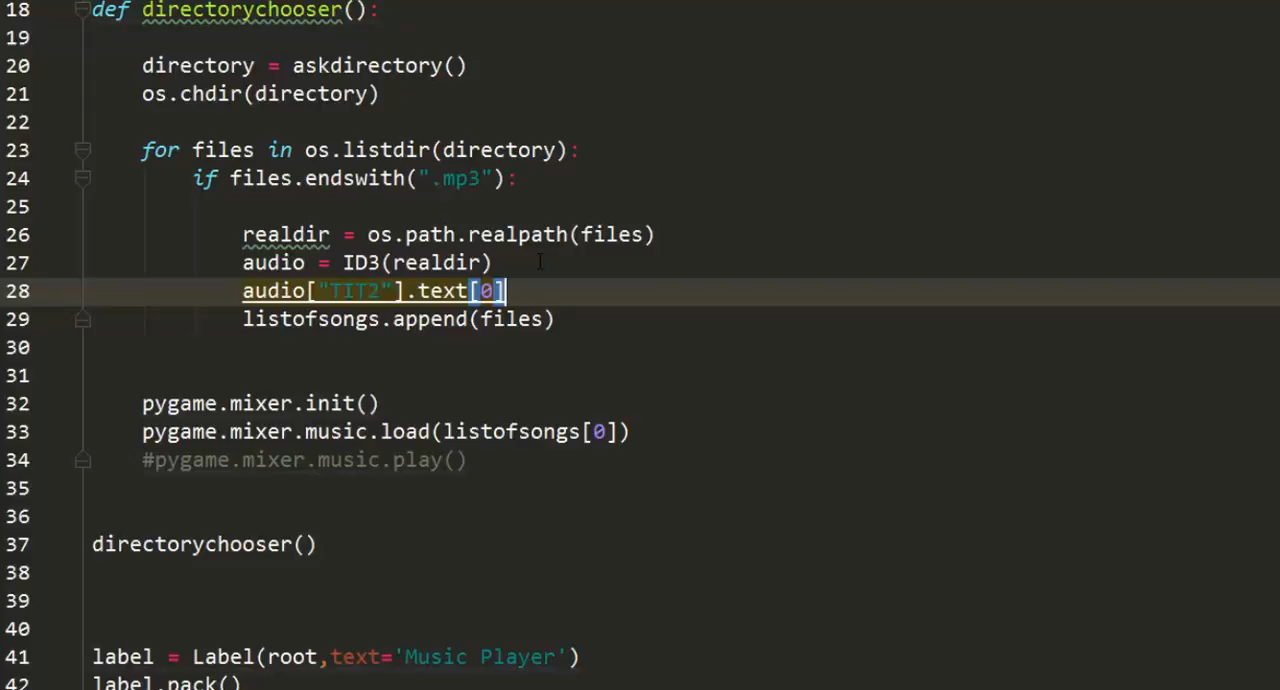 18 def directorychooser():
19
20 directory = askdirectory()
21 os.chdir(directory)
22
23 for files in os.listdir(directory):
24 if files.endswith(".mp3"):
25
26 realdir = os.path.realpath(files)
27 audio = ID3(realdir)
28 audio["TIT2"].text[0]
29 listofsongs.append(files)
30
31
32 pygame.mixer.init()
33 pygame.mixer.music.load(listofsongs[0])
34 #pygame.mixer.music.play()
35
36
37 directorychooser()
38
39
40
41 label = Label(root,text='Music Player')
42 label.pack()